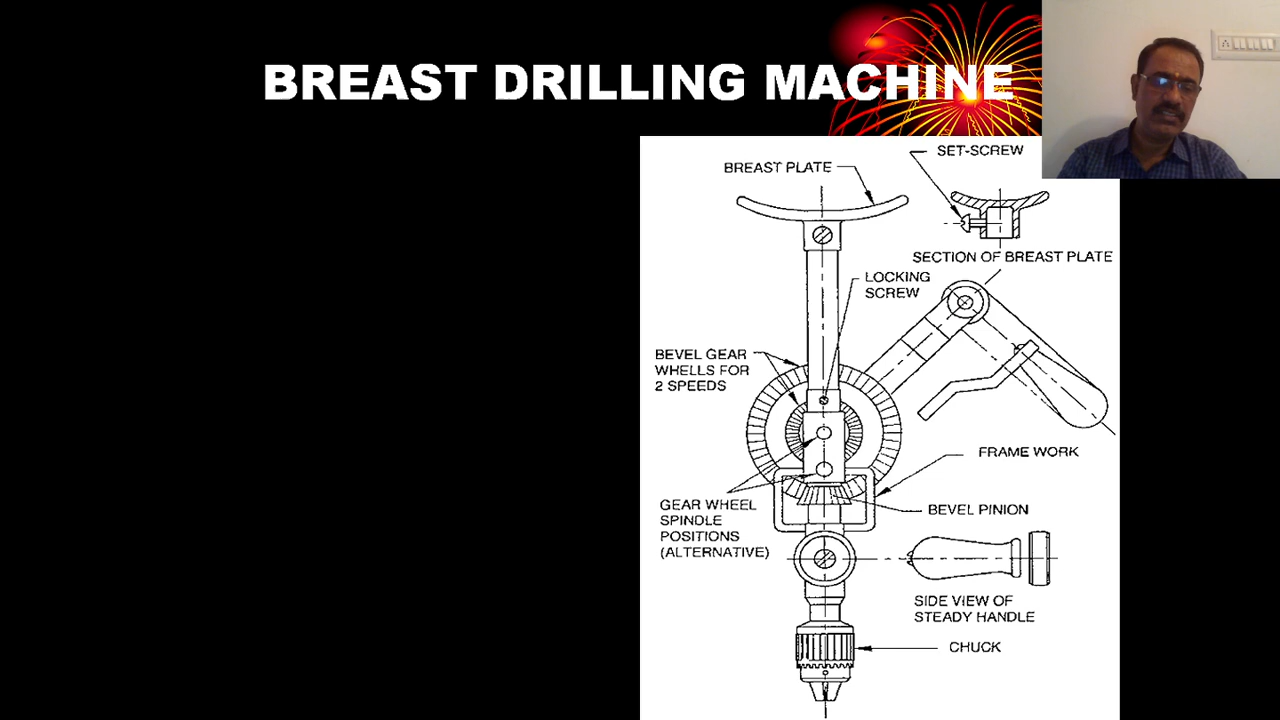 BREAST DRILLING MACHINE
SET-SCREW
BREAST PLATE
SECTION OF BREAST PLATE
LOCKING
SCREW
BEVEL GEAR
WHELLS FOR
2 SPEEDS
FRAME WORK
GEAR WHEEL
SPINDLE
POSITIONS
(ALTERNATIVE)
BEVEL PINION
SIDE VIEW OF
STEADY HANDLE
CHUCK